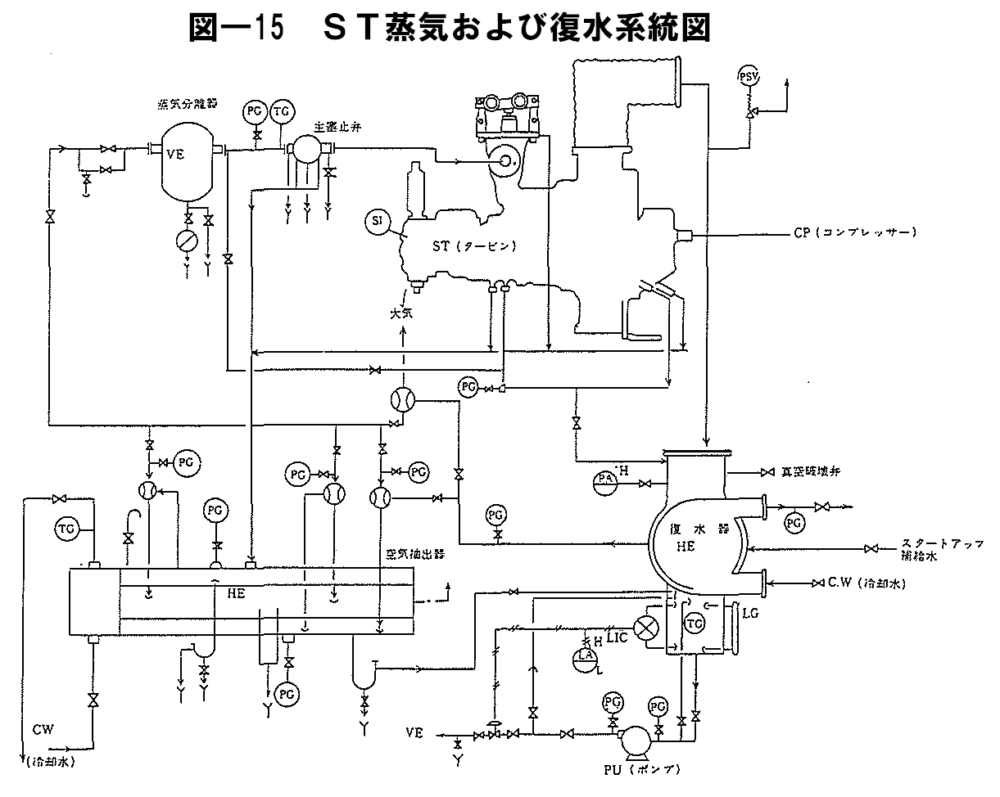 図―15 ST蒸気および復水系統図
PSV
蒸気分離器
PG
TG
主塞止弁
VE
SI
ST (タービン)
CP (コンプレッサー)
大気
PG
PG
PG
PG
PA
H
真空破壊弁
PG
PG
PG
TG
復水器
HE
スタートアップ
補給水
空気抽出器
HE
C.W (冷却水)
LG
TG
LIC
H
LA
L
PG
PG
PG
CW
(冷却水)
VE
PU (ポンプ)